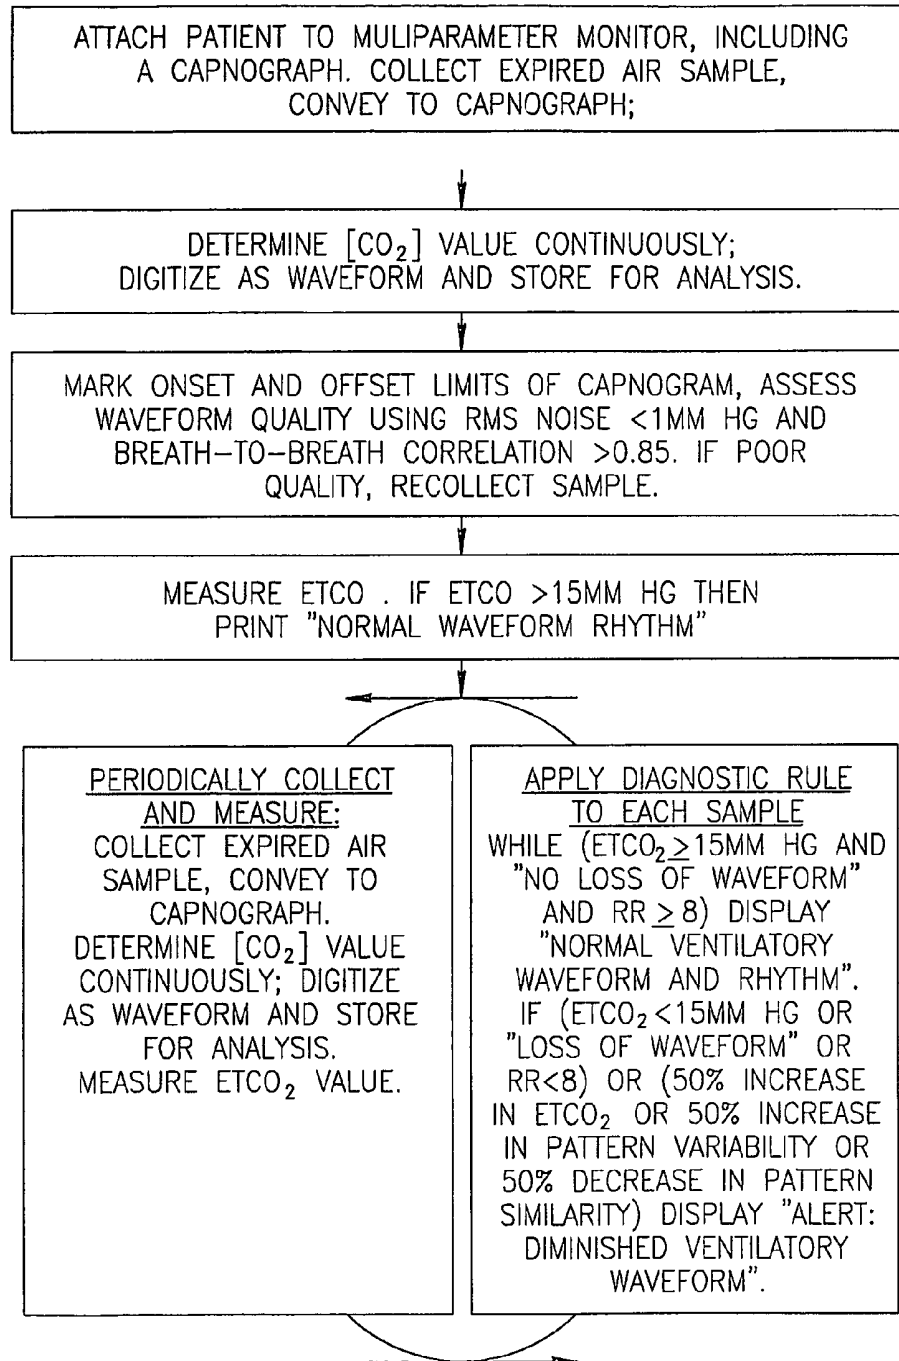 ATTACH PATIENT TO MULIPARAMETER MONITOR, INCLUDING
A CAPNOGRAPH. COLLECT EXPIRED AIR SAMPLE,
CONVEY TO CAPNOGRAPH;
DETERMINE [CO₂] VALUE CONTINUOUSLY;
DIGITIZE AS WAVEFORM AND STORE FOR ANALYSIS.
MARK ONSET AND OFFSET LIMITS OF CAPNOGRAM, ASSESS
WAVEFORM QUALITY USING RMS NOISE <1MM HG AND
BREATH-TO-BREATH CORRELATION >0.85. IF POOR
QUALITY, RECOLLECT SAMPLE.
MEASURE ETCO . IF ETCO >15MM HG THEN
PRINT "NORMAL WAVEFORM RHYTHM"
PERIODICALLY COLLECT
AND MEASURE:
COLLECT EXPIRED AIR
SAMPLE, CONVEY TO
CAPNOGRAPH.
DETERMINE [CO₂] VALUE
CONTINUOUSLY; DIGITIZE
AS WAVEFORM AND STORE
FOR ANALYSIS.
MEASURE ETCO₂ VALUE.
APPLY DIAGNOSTIC RULE
TO EACH SAMPLE
WHILE (ETCO₂≥15MM HG AND
"NO LOSS OF WAVEFORM"
AND RR ≥8) DISPLAY
"NORMAL VENTILATORY
WAVEFORM AND RHYTHM".
IF (ETCO₂<15MM HG OR
"LOSS OF WAVEFORM" OR
RR<8) OR (50% INCREASE
IN ETCO₂ OR 50% INCREASE
IN PATTERN VARIABILITY OR
50% DECREASE IN PATTERN
SIMILARITY) DISPLAY "ALERT:
DIMINISHED VENTILATORY
WAVEFORM".